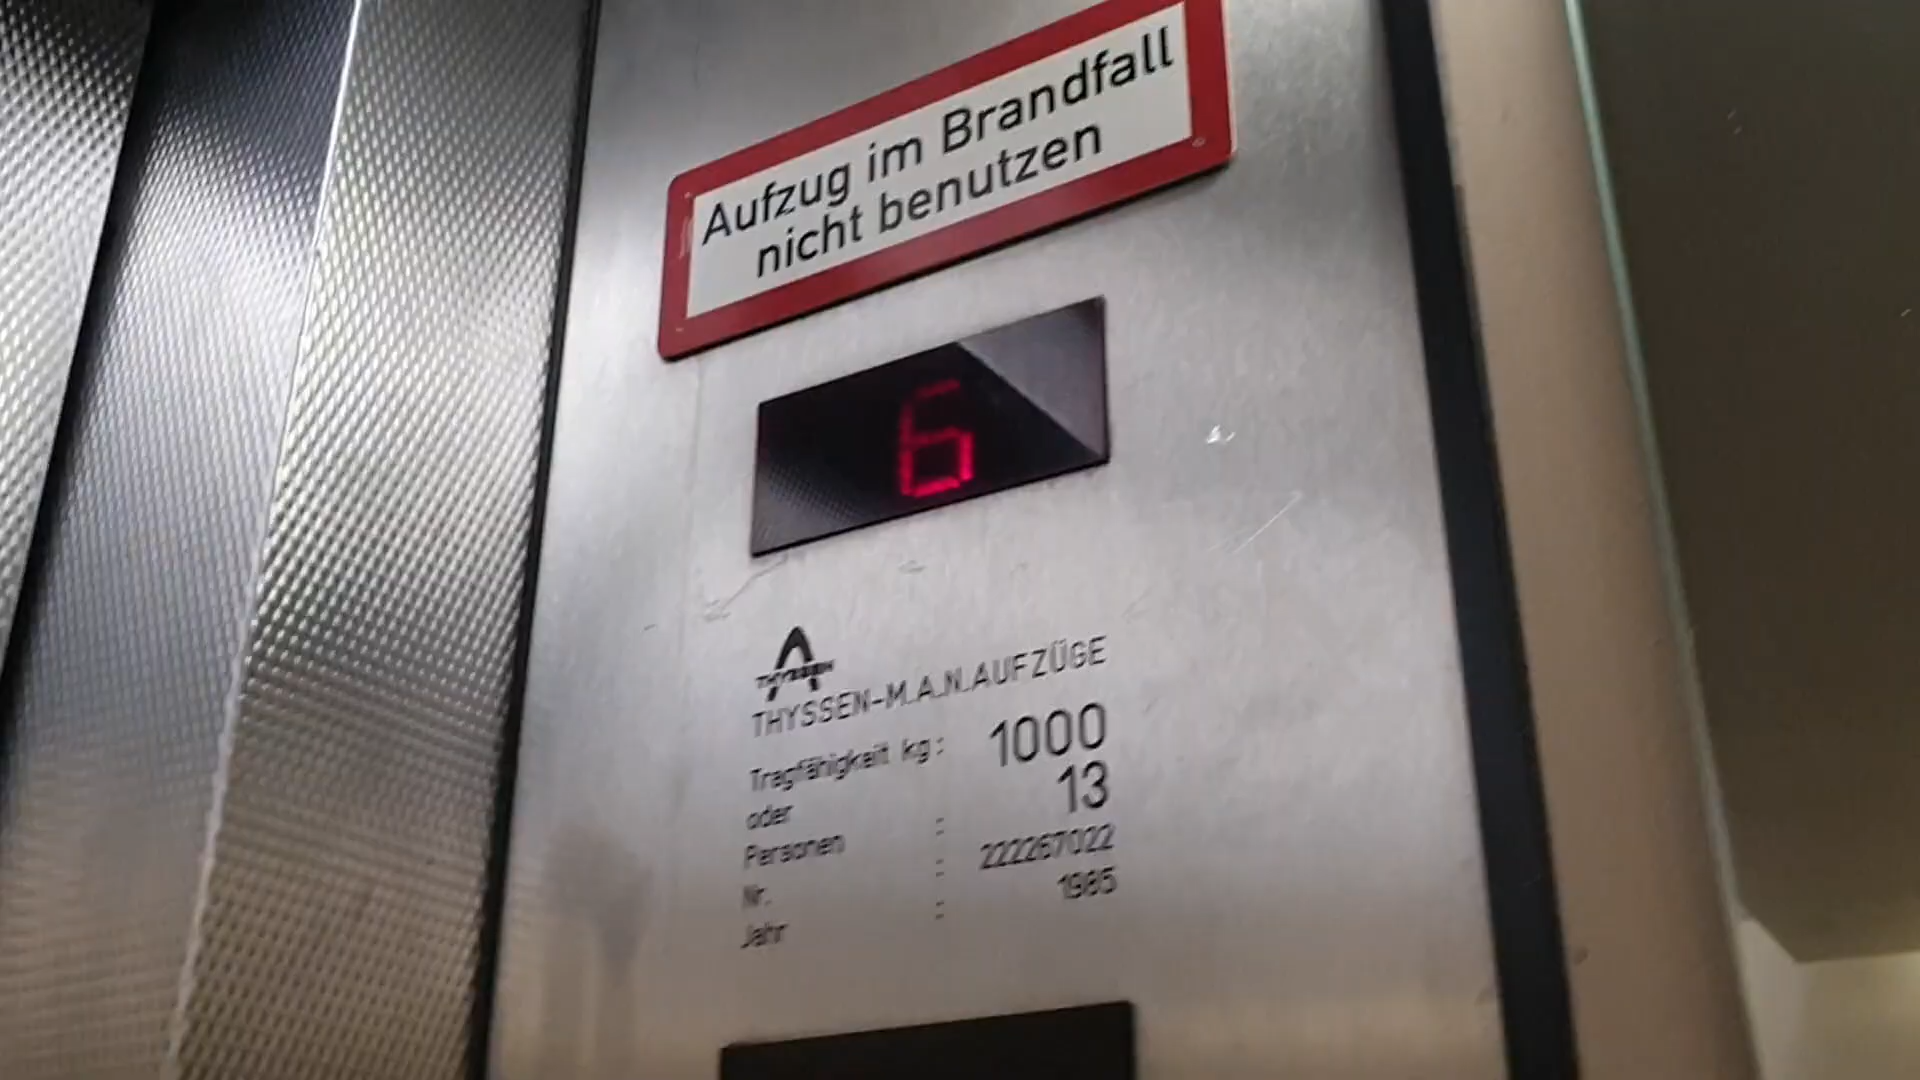 Aufzug im Brandfall
nicht benutzen
6
THYSSEN
THYSSEN-M.A.N.AUFZÜGE
Tragfähigkeit kg: 1000
oder 13
Personen :
Nr. : 222267022
Jahr : 1985